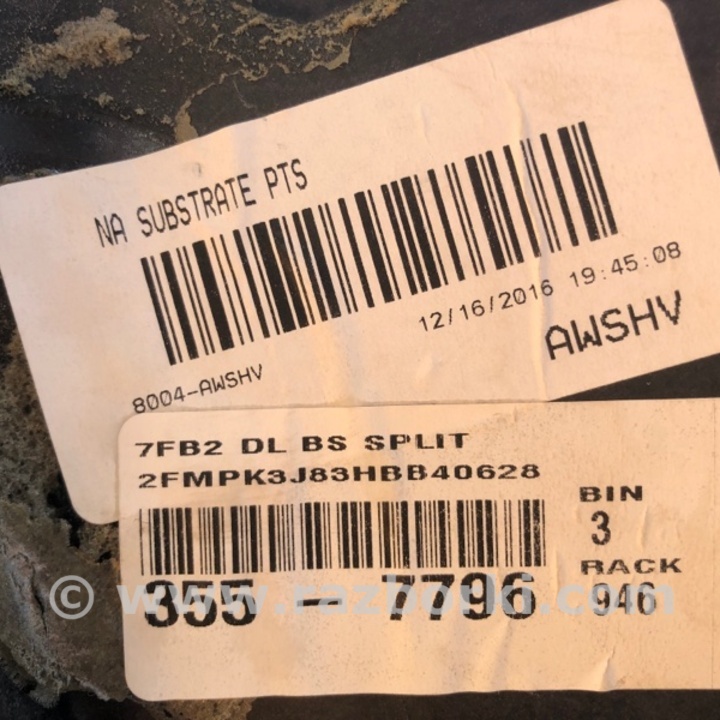 NA SUBSTRATE PTS
12/16/2016 19:45:08
8004-AWSHV
AWSHV
7FB2 DL BS SPLIT
2FMPK3J83HBB40628
BIN
3
RACK
946
355 - 7796
© www.razborki.com